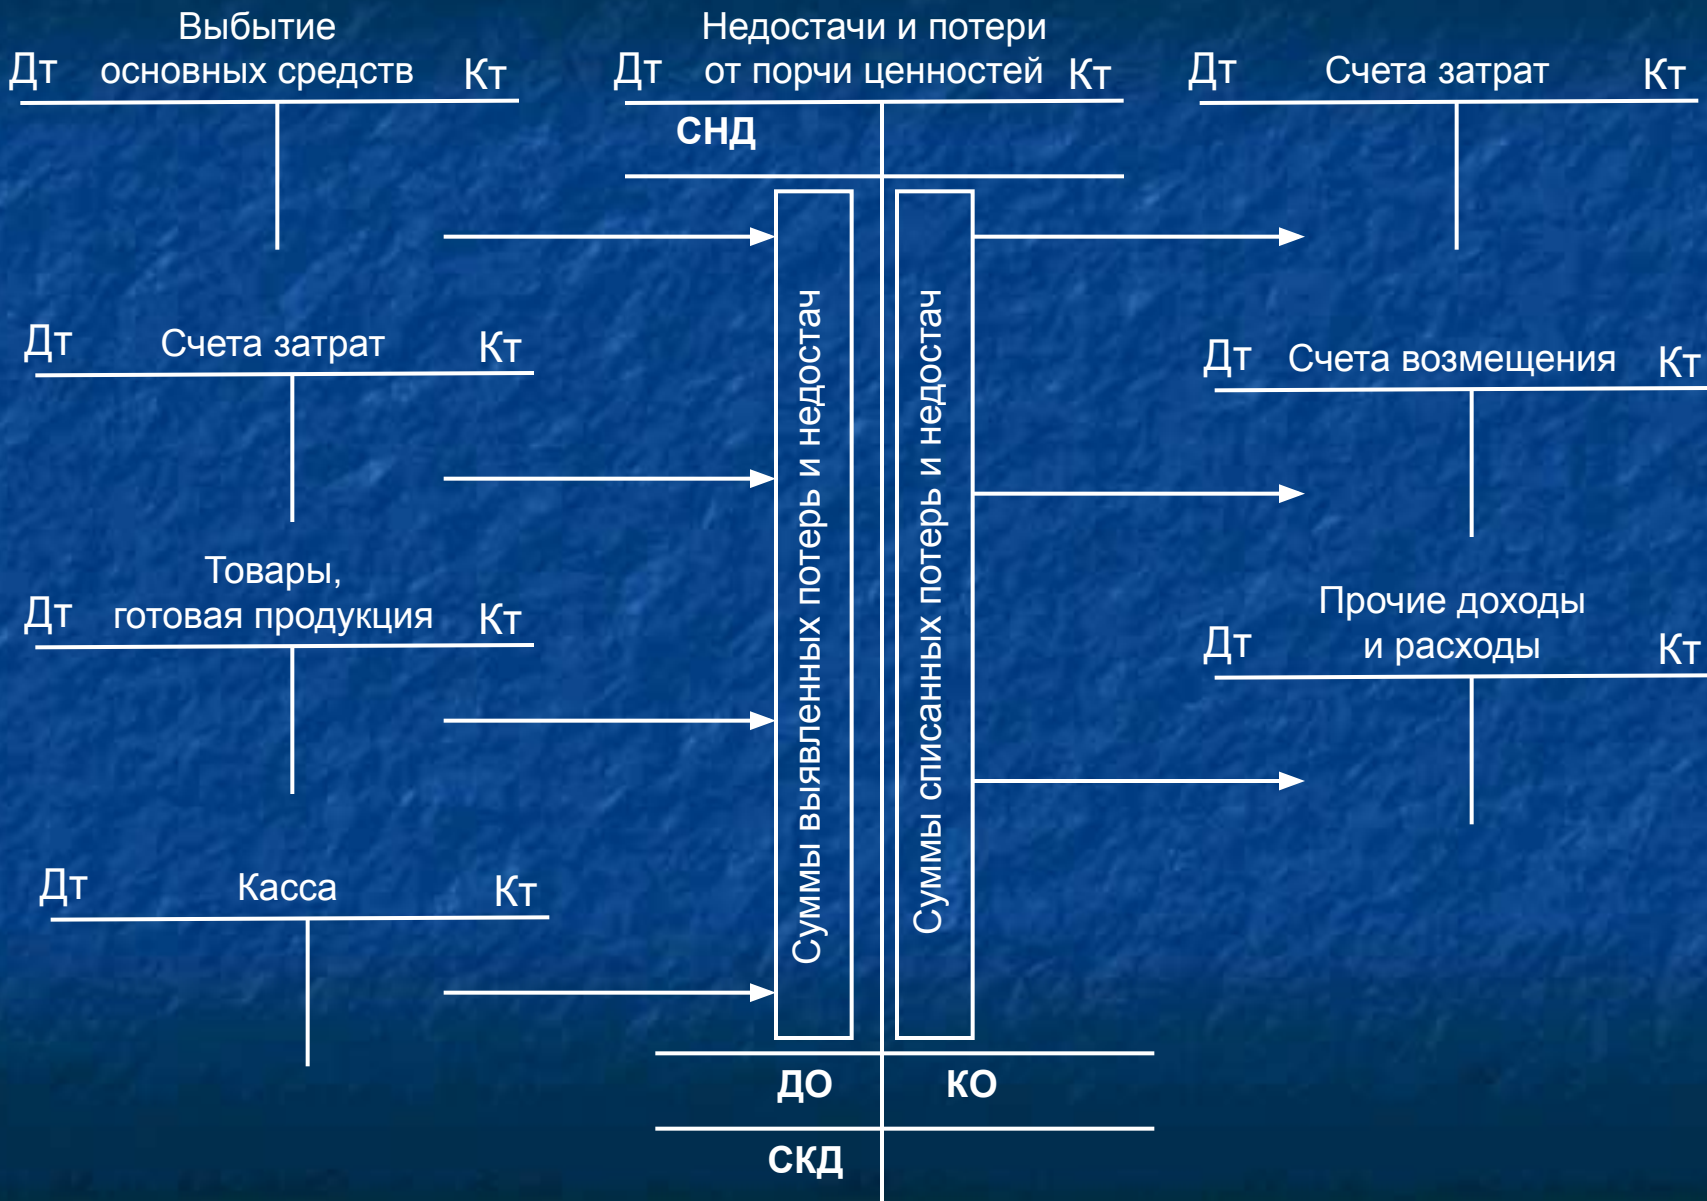 Выбытие
Дт основных средств Кт
Недостачи и потери
Дт от порчи ценностей Кт
Дт Счета затрат Кт
СНД
Дт Счета затрат Кт
Дт Счета возмещения Кт
Товары,
Дт готовая продукция Кт
Прочие доходы
Дт и расходы Кт
Дт Касса Кт
Суммы выявленных потерь и недостач
Суммы списанных потерь и недостач
ДО КО
СКД